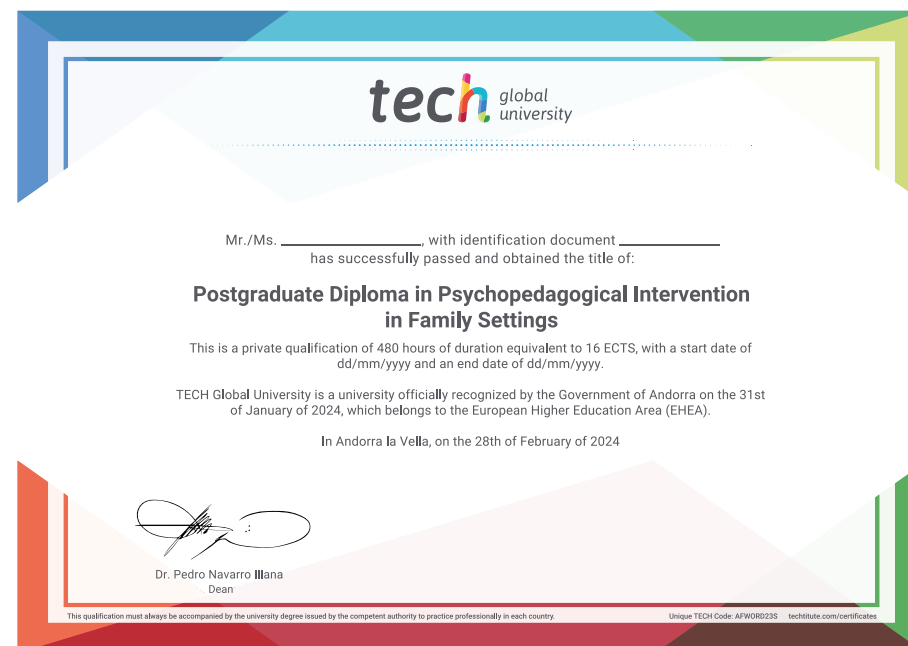 tech global university
Mr./Ms. ____________, with identification document ____________
has successfully passed and obtained the title of:
Postgraduate Diploma in Psychopedagogical Intervention
in Family Settings
This is a private qualification of 480 hours of duration equivalent to 16 ECTS, with a start date of
dd/mm/yyyy and an end date of dd/mm/yyyy.
TECH Global University is a university officially recognized by the Government of Andorra on the 31st
of January of 2024, which belongs to the European Higher Education Area (EHEA).
In Andorra la Vella, on the 28th of February of 2024
Dr. Pedro Navarro Illana
Dean
This qualification must always be accompanied by the university degree issued by the competent authority to practice professionally in each country. Unique TECH Code: AFWORD23S techtitute.com/certificates